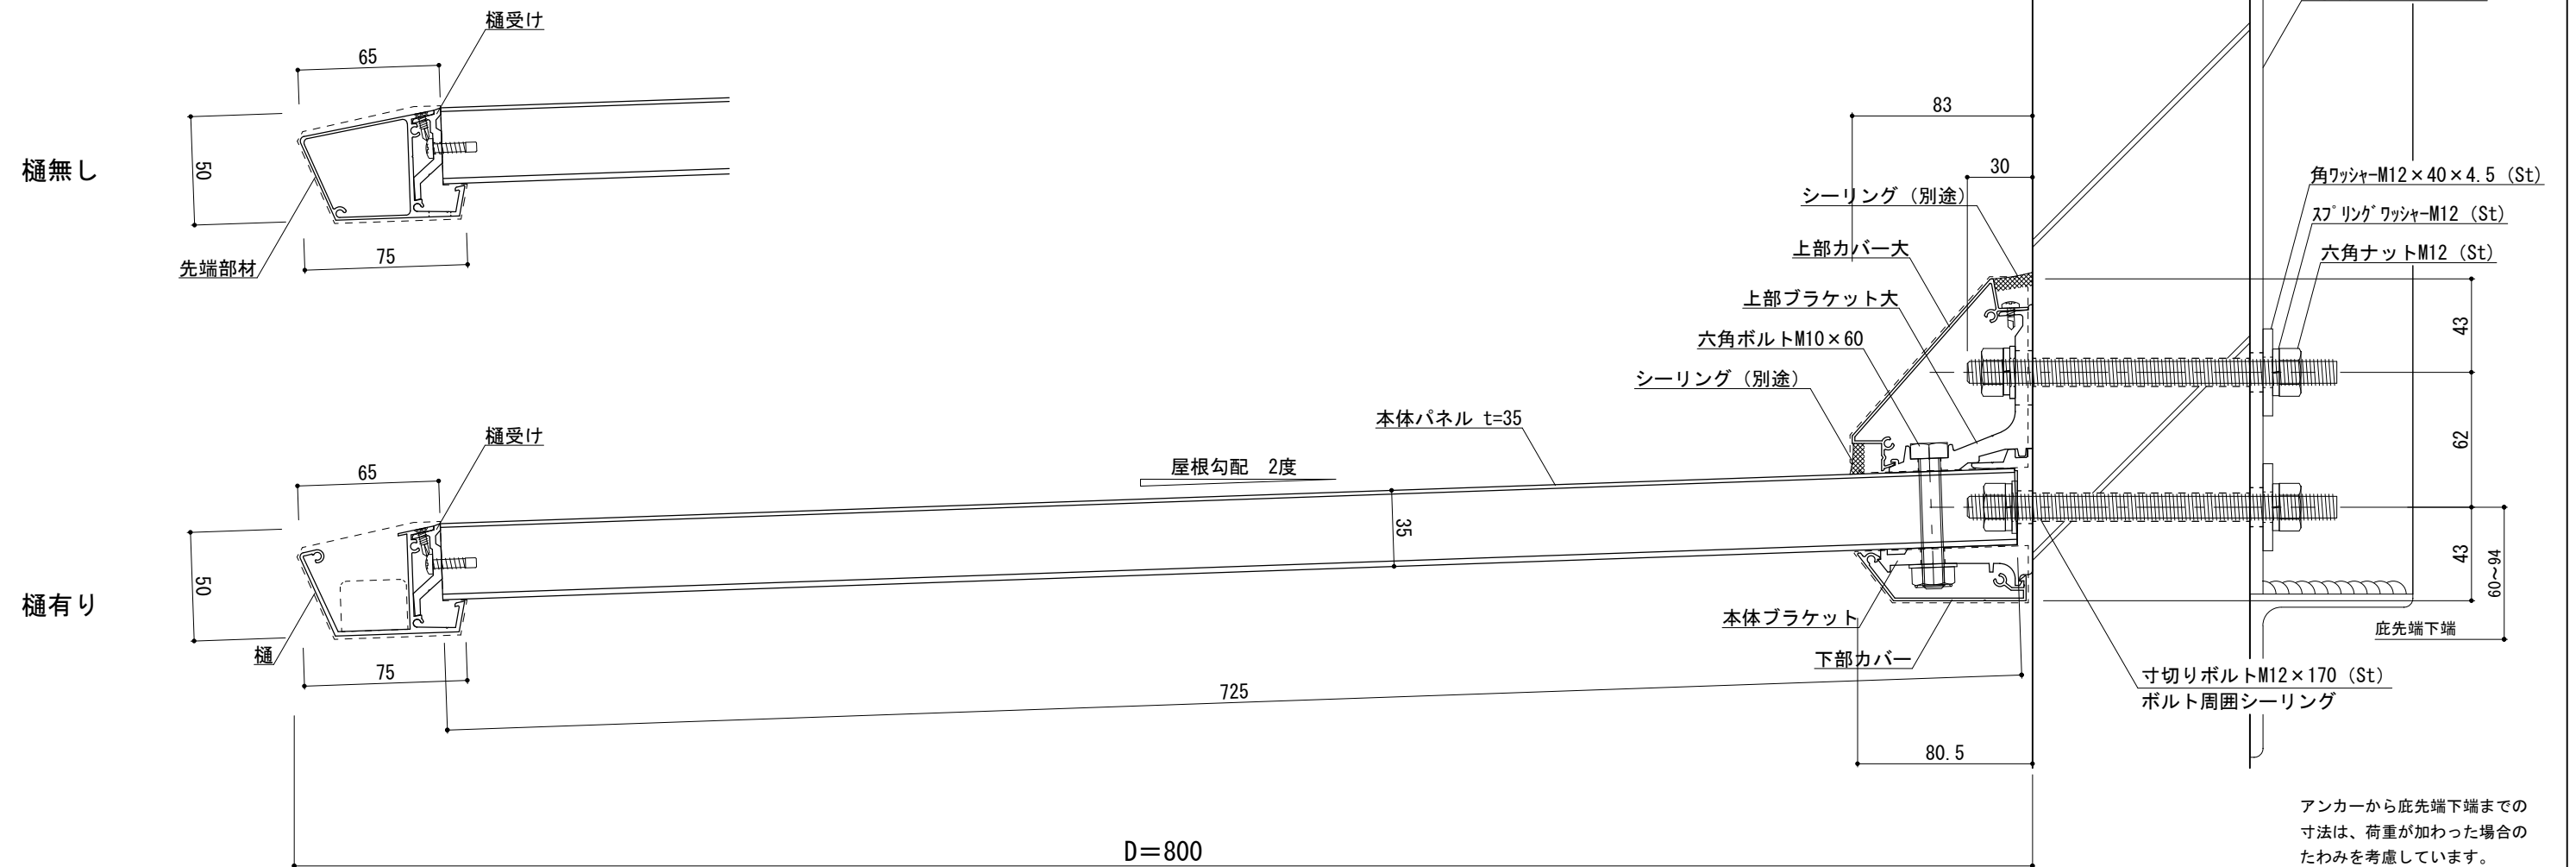 樋受け
65
50
樋無し
先端部材
75
83
30
シーリング（別途）
上部カバー大
上部ブラケット大
六角ボルトM10×60
シーリング（別途）
本体パネル t=35
屋根勾配　2度
角ワッシャーM12×40×4.5（St）
スプリングワッシャーM12（St）
六角ナットM12（St）
43
62
43
60～94
庇先端下端
樋受け
65
50
樋有り
樋
75
35
本体ブラケット
下部カバー
725
80.5
寸切りボルトM12×170（St）
ボルト周囲シーリング
D＝800
アンカーから庇先端下端までの
寸法は、荷重が加わった場合の
たわみを考慮しています。